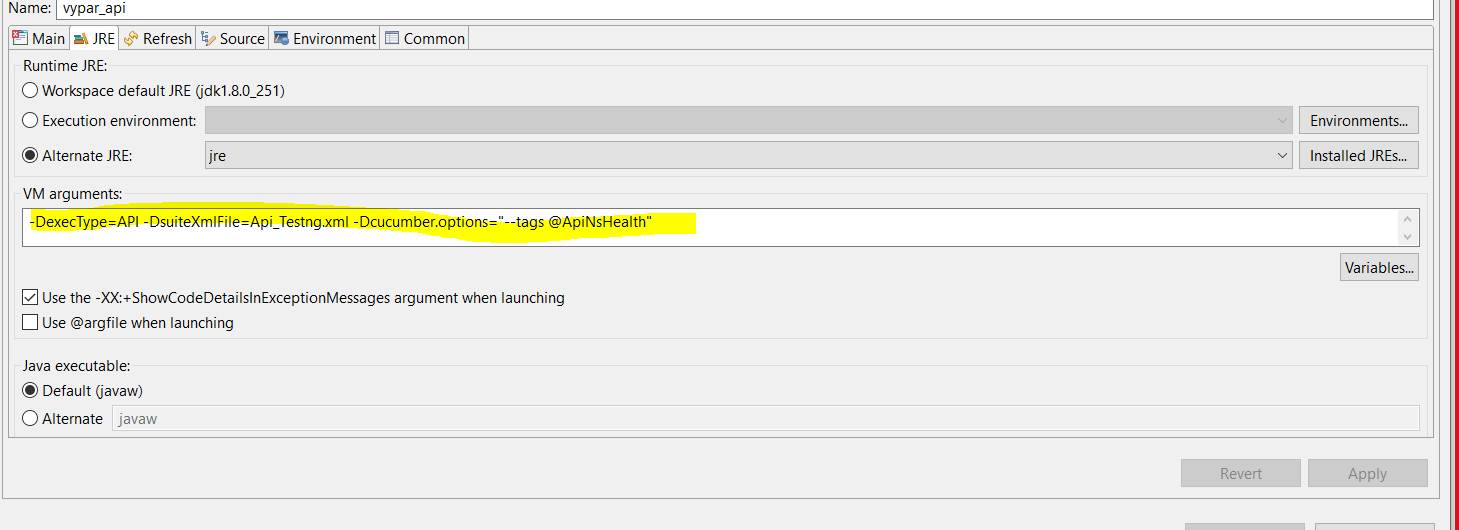 Name: vypar_api
Main JRE Refresh Source Environment Common
Runtime JRE:
Workspace default JRE (jdk1.8.0_251)
Execution environment: Environments...
Alternate JRE: jre Installed JREs...
VM arguments:
-DexecType=API -DsuiteXmlFile=Api_Testng.xml -Dcucumber.options="--tags @ApiNsHealth"
Variables...
Use the -XX:+ShowCodeDetailsInExceptionMessages argument when launching
Use @argfile when launching
Java executable:
Default (javaw)
Alternate javaw
Revert Apply